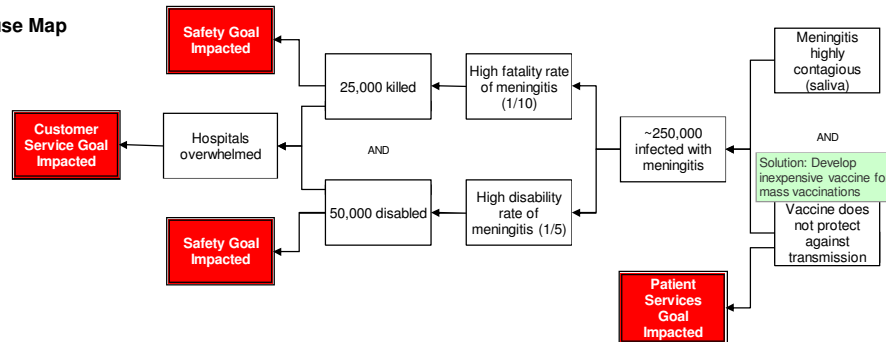 use Map
Safety Goal
Impacted
25,000 killed
High fatality rate
of meningitis
(1/10)
Meningitis
highly
contagious
(saliva)
Customer
Service Goal
Impacted
Hospitals
overwhelmed
AND
~250,000
infected with
meningitis
AND
Solution: Develop
inexpensive vaccine fo
mass vaccinations
Safety Goal
Impacted
50,000 disabled
High disability
rate of
meningitis (1/5)
Vaccine does
not protect
against
transmission
Patient
Services
Goal
Impacted